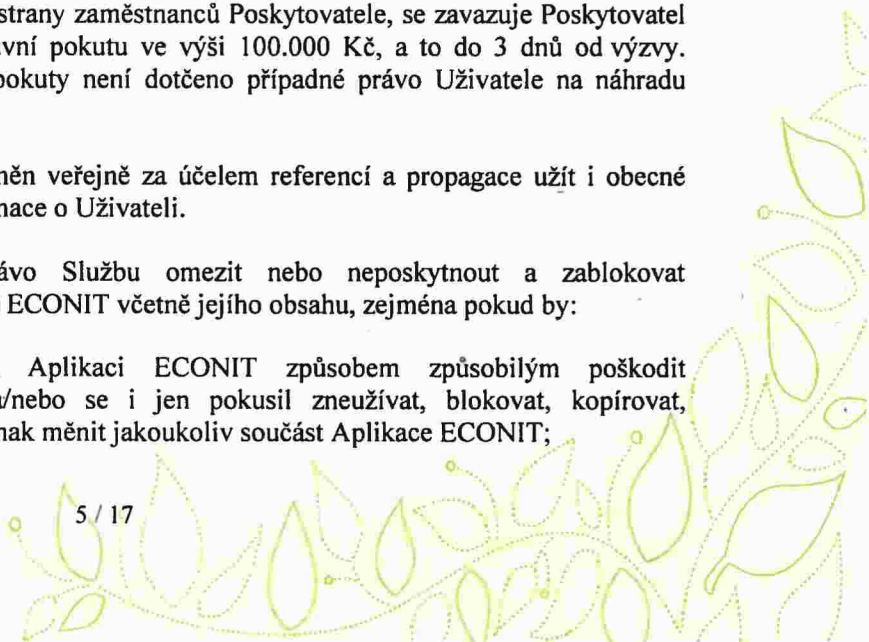 strany zaměstnanců Poskytovatele, se zavazuje Poskytovatel
vní pokutu ve výši 100.000 Kč, a to do 3 dnů od výzvy.
pokuty není dotčeno případné právo Uživatele na náhradu
něn veřejně za účelem referencí a propagace užít i obecné
nace o Uživateli.
ávo Službu omezit nebo neposkytnout a zablokovat
ECONIT včetně jejího obsahu, zejména pokud by:
Aplikaci ECONIT způsobem způsobilým poškodit
a/nebo se i jen pokusil zneužívat, blokovat, kopírovat,
nak měnit jakoukoliv součást Aplikace ECONIT;
5 / 17